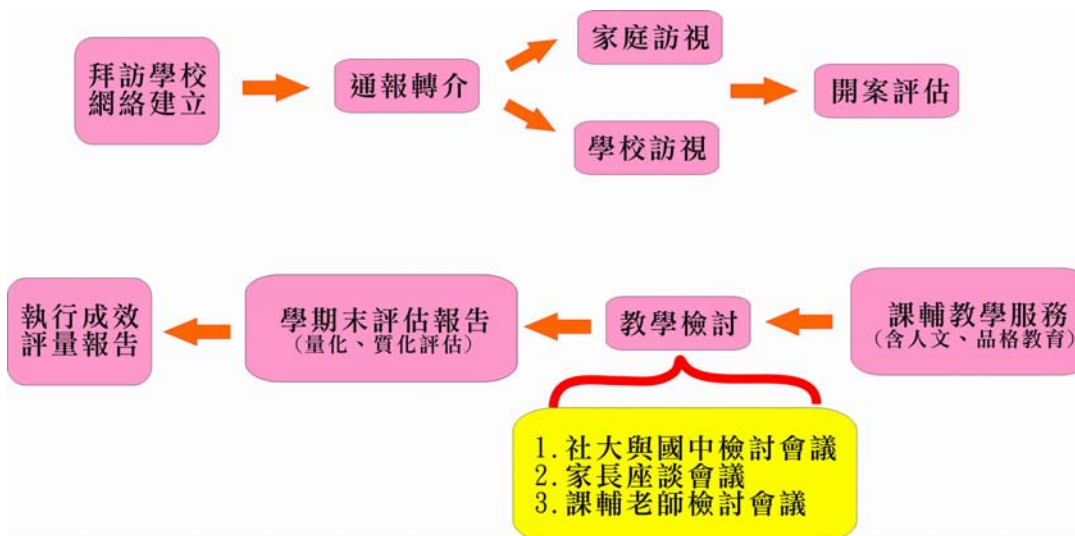 拜訪學校
網絡建立
通報轉介
家庭訪視
學校訪視
開案評估
課輔教學服務
(含人文、品格教育)
教學檢討
1.社大與國中檢討會議
2.家長座談會議
3.課輔老師檢討會議
學期末評估報告
(量化、質化評估)
執行成效
評量報告